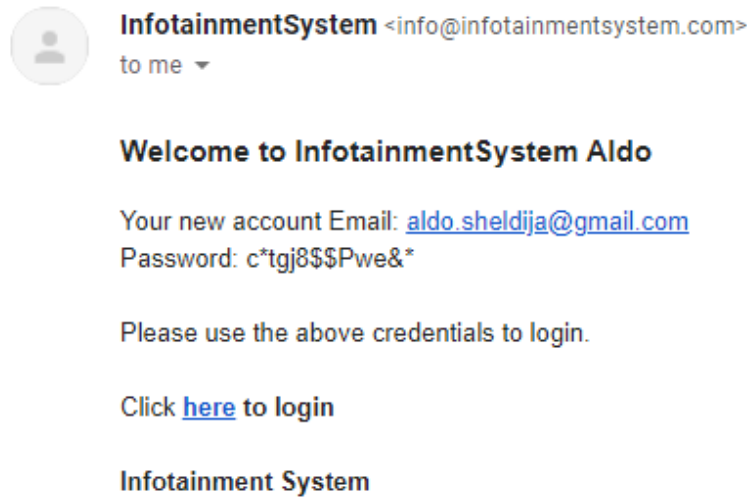 InfotainmentSystem <info@infotainmentsystem.com>
to me
Welcome to InfotainmentSystem Aldo
Your new account Email: aldo.sheldija@gmail.com
Password: c*tgj8$$Pwe&*
Please use the above credentials to login.
Click here to login
Infotainment System